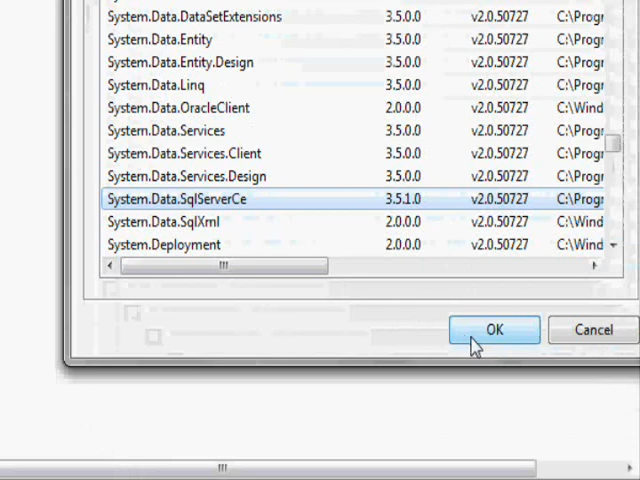 System.Data.DataSetExtensions 3.5.0.0 v2.0.50727 C:\Progr
System.Data.Entity 3.5.0.0 v2.0.50727 C:\Progr
System.Data.Entity.Design 3.5.0.0 v2.0.50727 C:\Progr
System.Data.Linq 3.5.0.0 v2.0.50727 C:\Progr
System.Data.OracleClient 2.0.0.0 v2.0.50727 C:\Wind
System.Data.Services 3.5.0.0 v2.0.50727 C:\Progr
System.Data.Services.Client 3.5.0.0 v2.0.50727 C:\Progr
System.Data.Services.Design 3.5.0.0 v2.0.50727 C:\Progr
System.Data.SqlServerCe 3.5.1.0 v2.0.50727 C:\Progr
System.Data.SqlXml 2.0.0.0 v2.0.50727 C:\Wind
System.Deployment 2.0.0.0 v2.0.50727 C:\Wind
OK Cancel